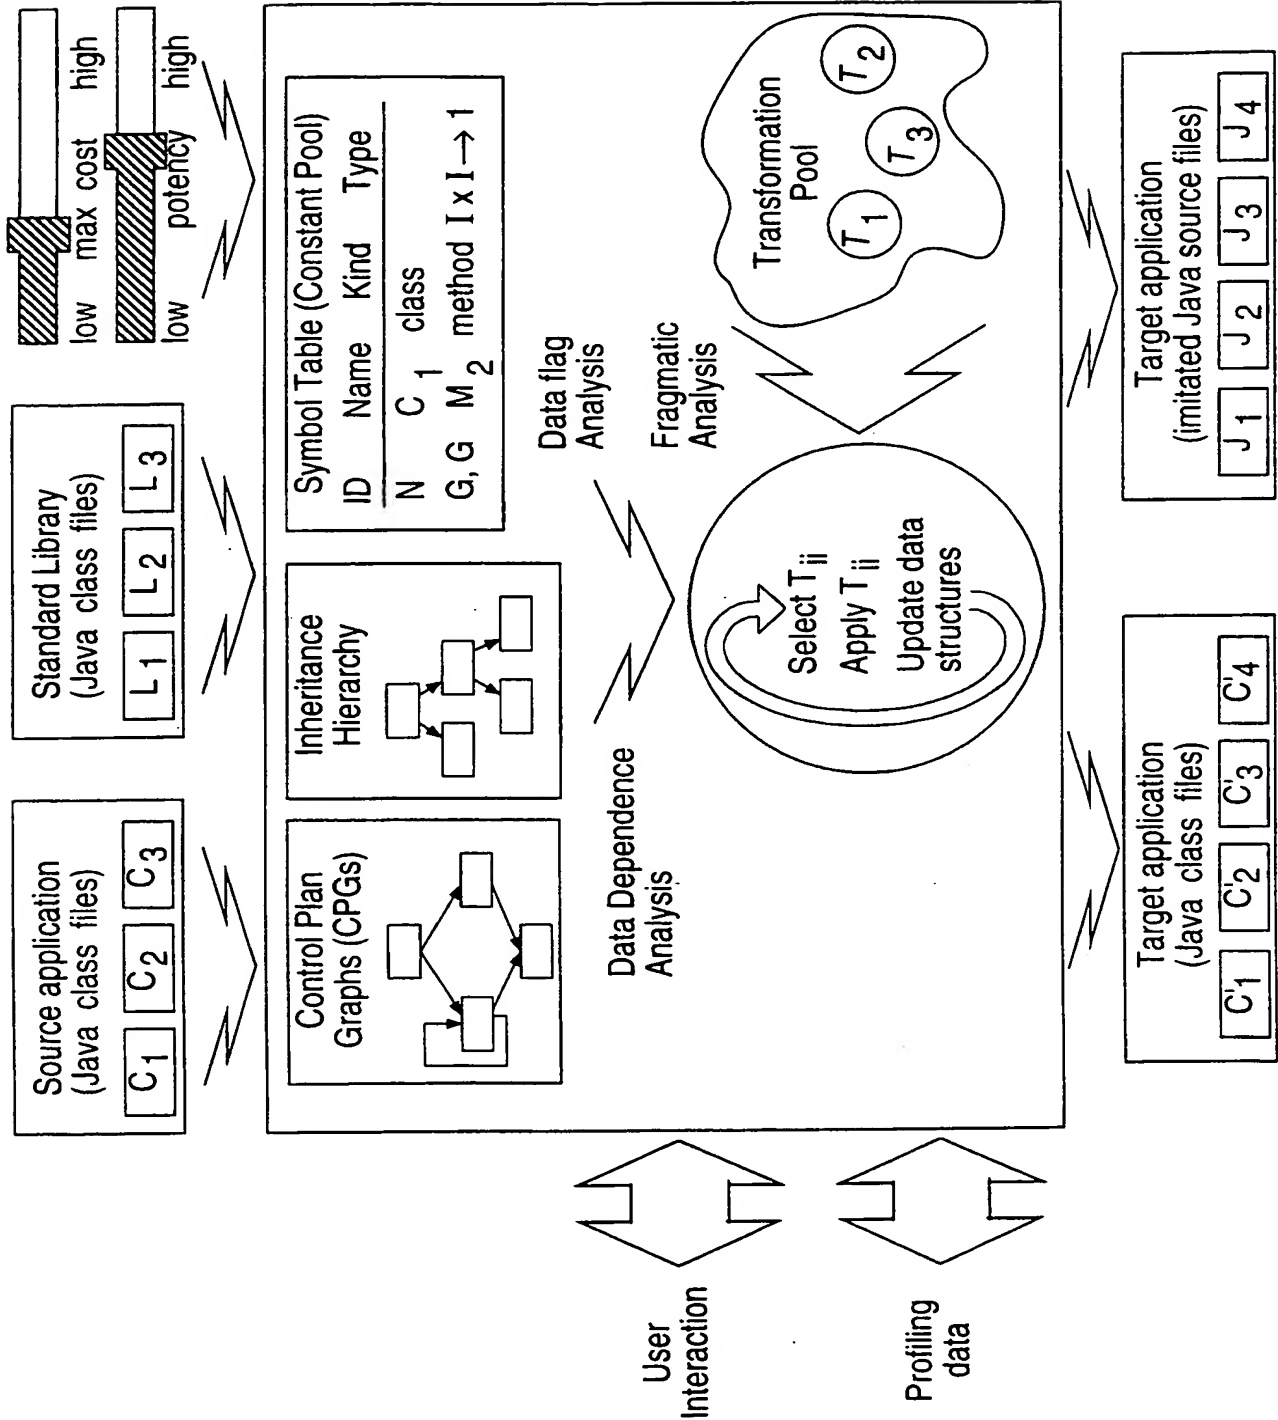 Source application
(Java class files)
C1 C2 C3
Standard Library
(Java class files)
L1 L2 L3
low max cost high
low potency high
Control Plan
Graphs (CPGs)
Inheritance
Hierarchy
Symbol Table (Constant Pool)
ID Name Kind Type
N C1 class
G, G M2 method I x I → 1
Data Dependence
Analysis
Data flag
Analysis
Fragmatic
Analysis
Select Tii
Apply Tii
Update data
structures
Transformation
Pool
T1 T3 T2
User
Interaction
Profiling
data
Target application
(Java class files)
C'1 C'2 C'3 C'4
Target application
(imitated Java source files)
J1 J2 J3 J4